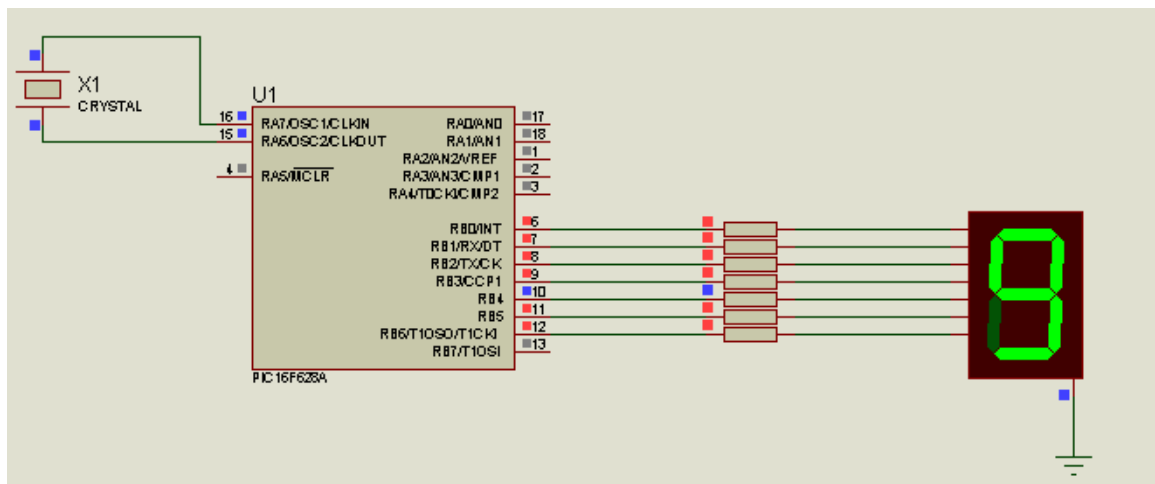 X1
CRYSTAL
U1
16 RA7/OSC1/CLKIN
15 RA6/OSC2/CLKOUT
4 RA5/MCLR
RA0/AN0 17
RA1/AN1 18
RA2/AN2/VREF 1
RA3/AN3/CMP1 2
RA4/T0CKI/CMP2 3
RB0/INT 6
RB1/RX/DT 7
RB2/TX/CK 8
RB3/CCP1 9
RB4 10
RB5 11
RB6/T1OSO/T1CKI 12
RB7/T1OSI 13
PIC16F628A
9